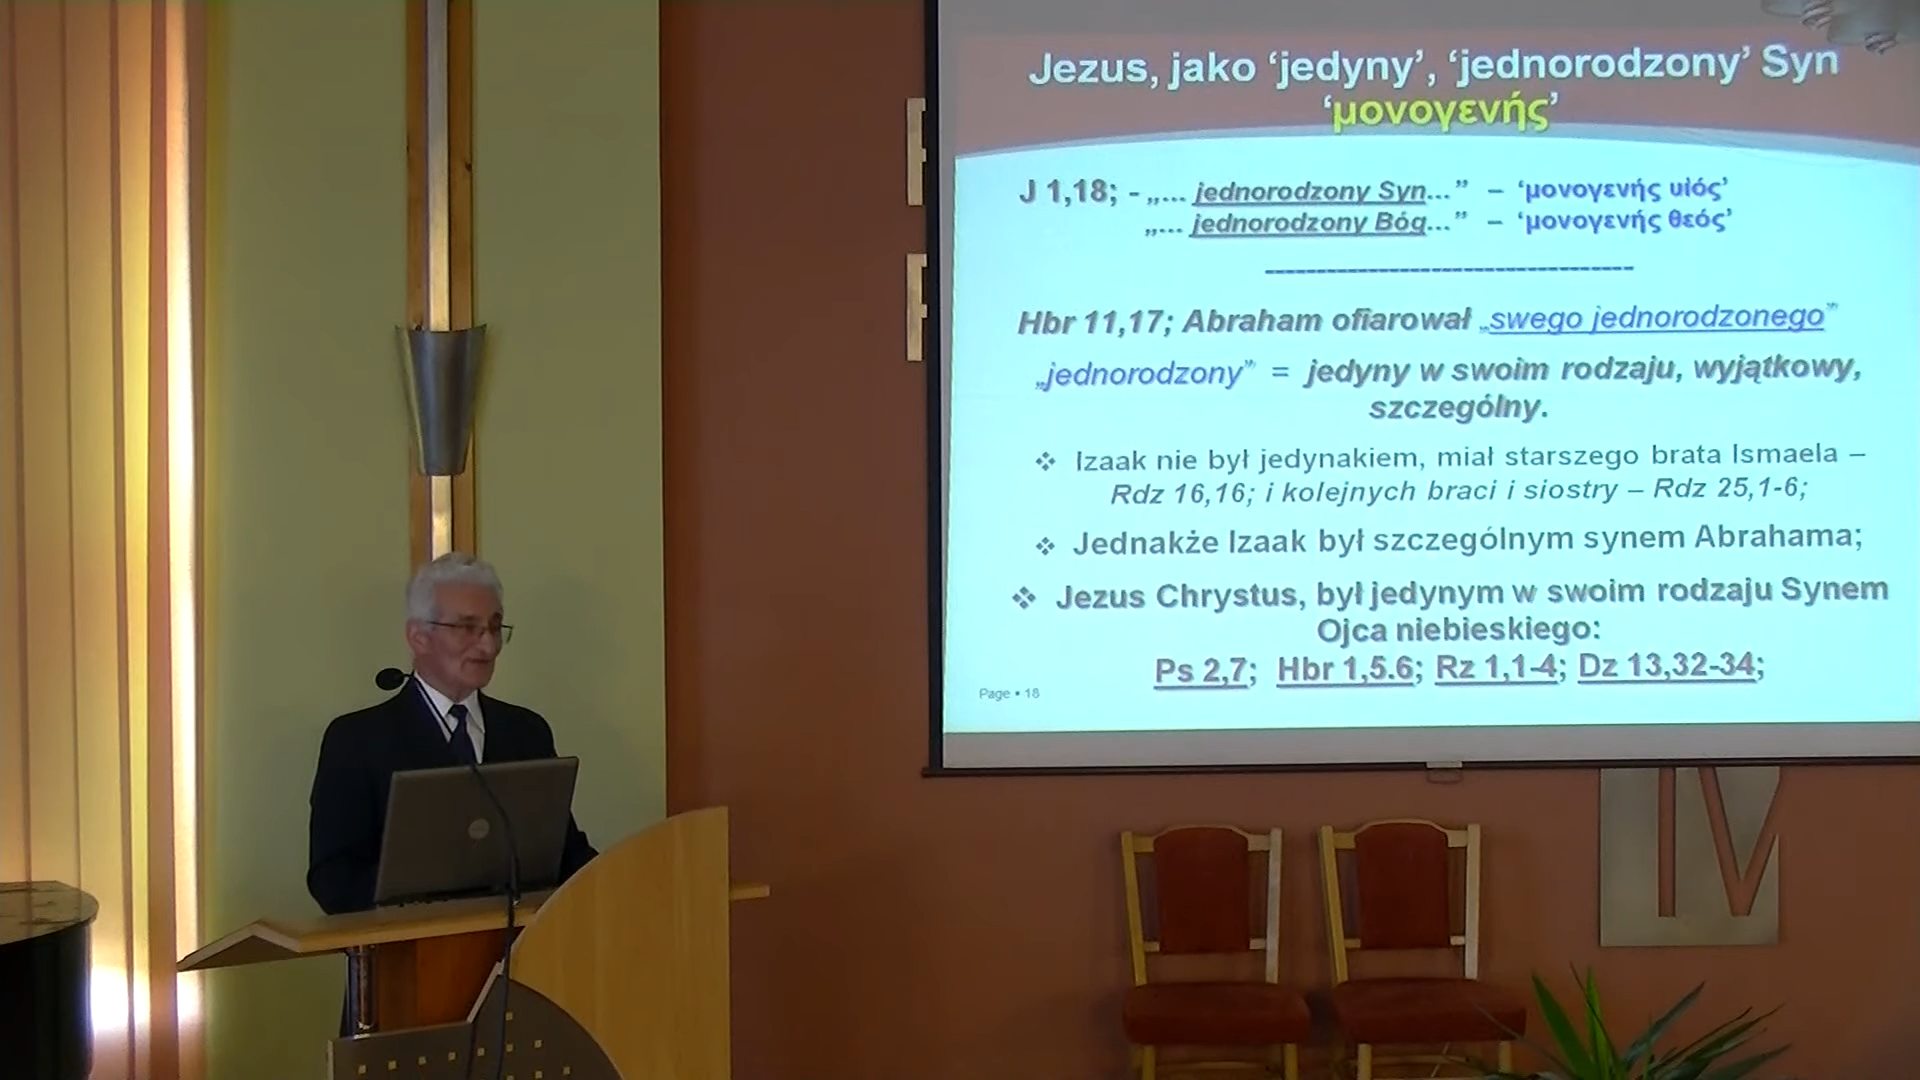 Jezus, jako ‘jedyny’, ‘jednorodzony’ Syn
‘μονογενής’
J 1,18; - „... jednorodzony Syn...” – ‘μονογενής υἱός’
„... jednorodzony Bóg...” – ‘μονογενής θεός’
-----------------------------------
Hbr 11,17; Abraham ofiarował „swego jednorodzonego”
„jednorodzony” = jedyny w swoim rodzaju, wyjątkowy,
szczególny.
❖ Izaak nie był jedynakiem, miał starszego brata Ismaela –
Rdz 16,16; i kolejnych braci i siostry – Rdz 25,1-6;
❖ Jednakże Izaak był szczególnym synem Abrahama;
❖ Jezus Chrystus, był jedynym w swoim rodzaju Synem
Ojca niebieskiego:
Ps 2,7; Hbr 1,5.6; Rz 1,1-4; Dz 13,32-34;
Page ▪ 18
IV